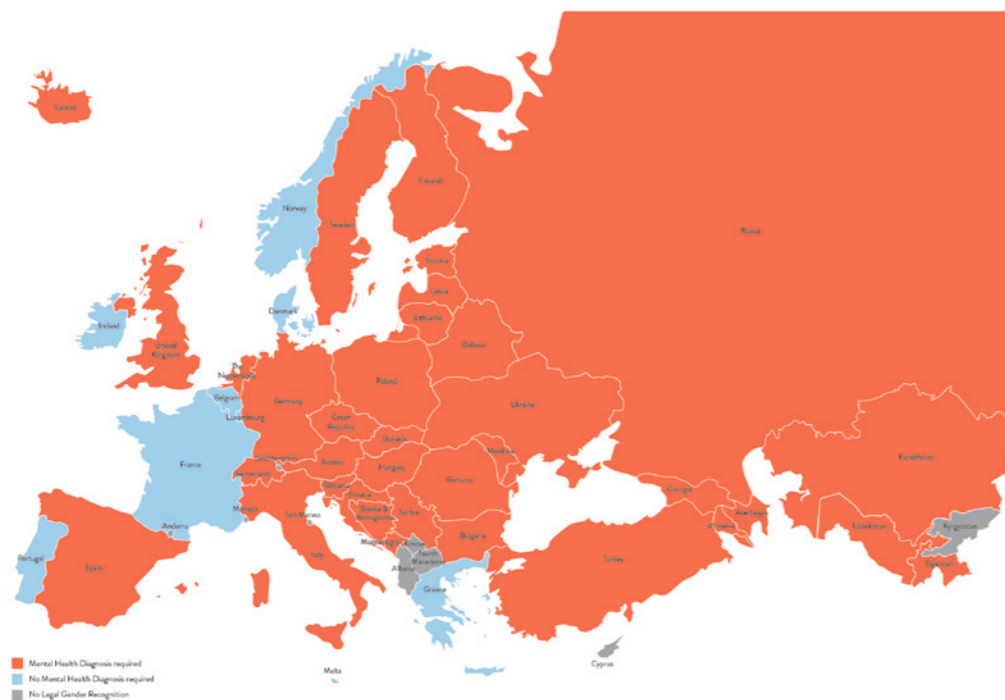 Iceland
Norway
Sweden
Finland
Russia
Estonia
Latvia
Lithuania
Denmark
Ireland
United
Kingdom
The
Netherlands
Belgium
Luxembourg
Germany
Poland
Belarus
Ukraine
Czech
Republic
Slovakia
Moldova
France
Liechtenstein
Switzerland
Austria
Hungary
Romania
Kazakhstan
Slovenia
Croatia
Monaco
San Marino
Bosnia &
Herzegovina
Serbia
Georgia
Azerbaijan
Armenia
Uzbekistan
Kyrgyzstan
Andorra
Portugal
Spain
Italy
Montenegro
Kosovo
Bulgaria
North
Macedonia
Albania
Greece
Turkey
Tajikistan
Malta
Cyprus
Mental Health Diagnosis required
No Mental Health Diagnosis required
No Legal Gender Recognition